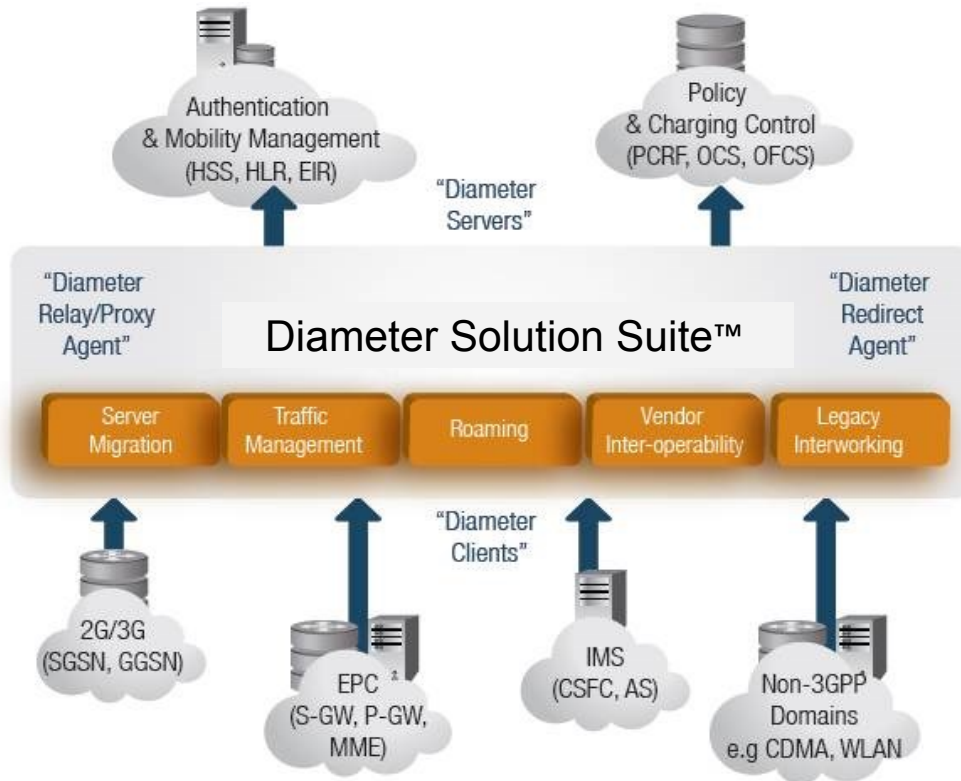 Authentication
& Mobility Management
(HSS, HLR, EIR)
Policy
& Charging Control
(PCRF, OCS, OFCS)
“Diameter
Servers”
“Diameter
Relay/Proxy
Agent”
Diameter Solution Suite™
“Diameter
Redirect
Agent”
Server
Migration
Traffic
Management
Roaming
Vendor
Inter-operability
Legacy
Interworking
“Diameter
Clients”
2G/3G
(SGSN, GGSN)
EPC
(S-GW, P-GW,
MME)
IMS
(CSFC, AS)
Non-3GPP
Domains
e.g CDMA, WLAN